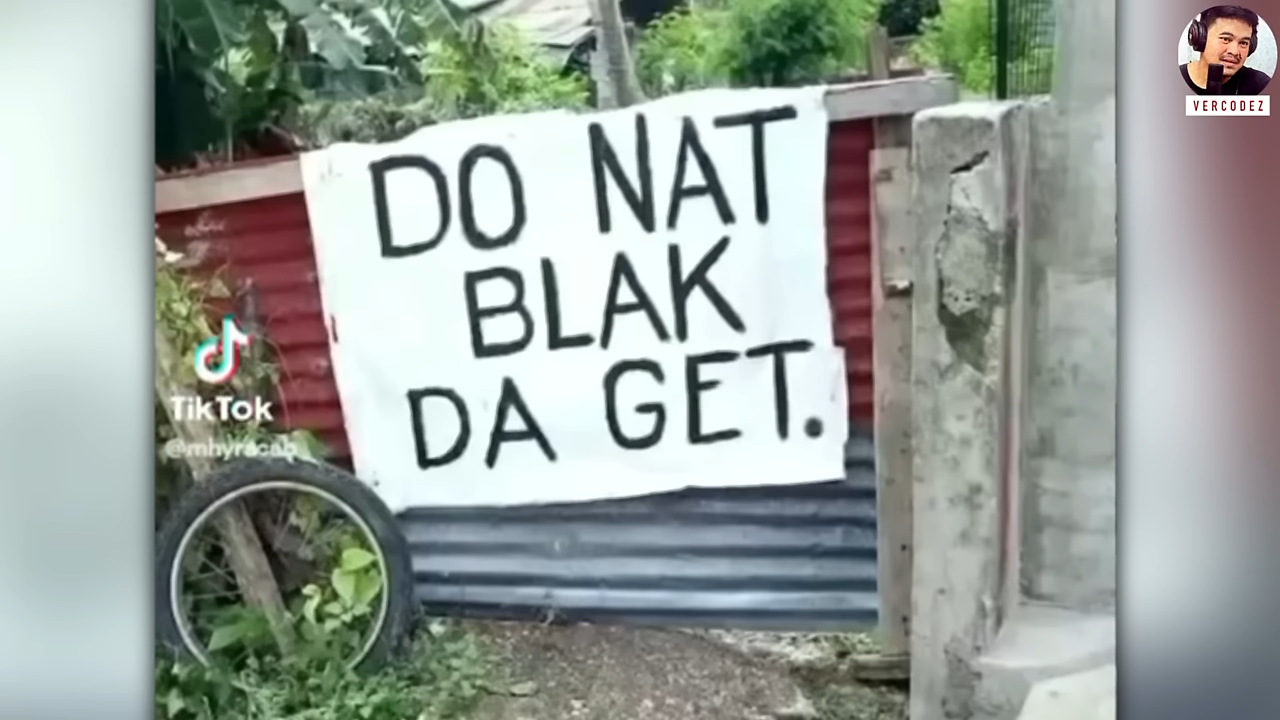 DO NAT
BLAK
DA GET.
TikTok
VERCODEZ